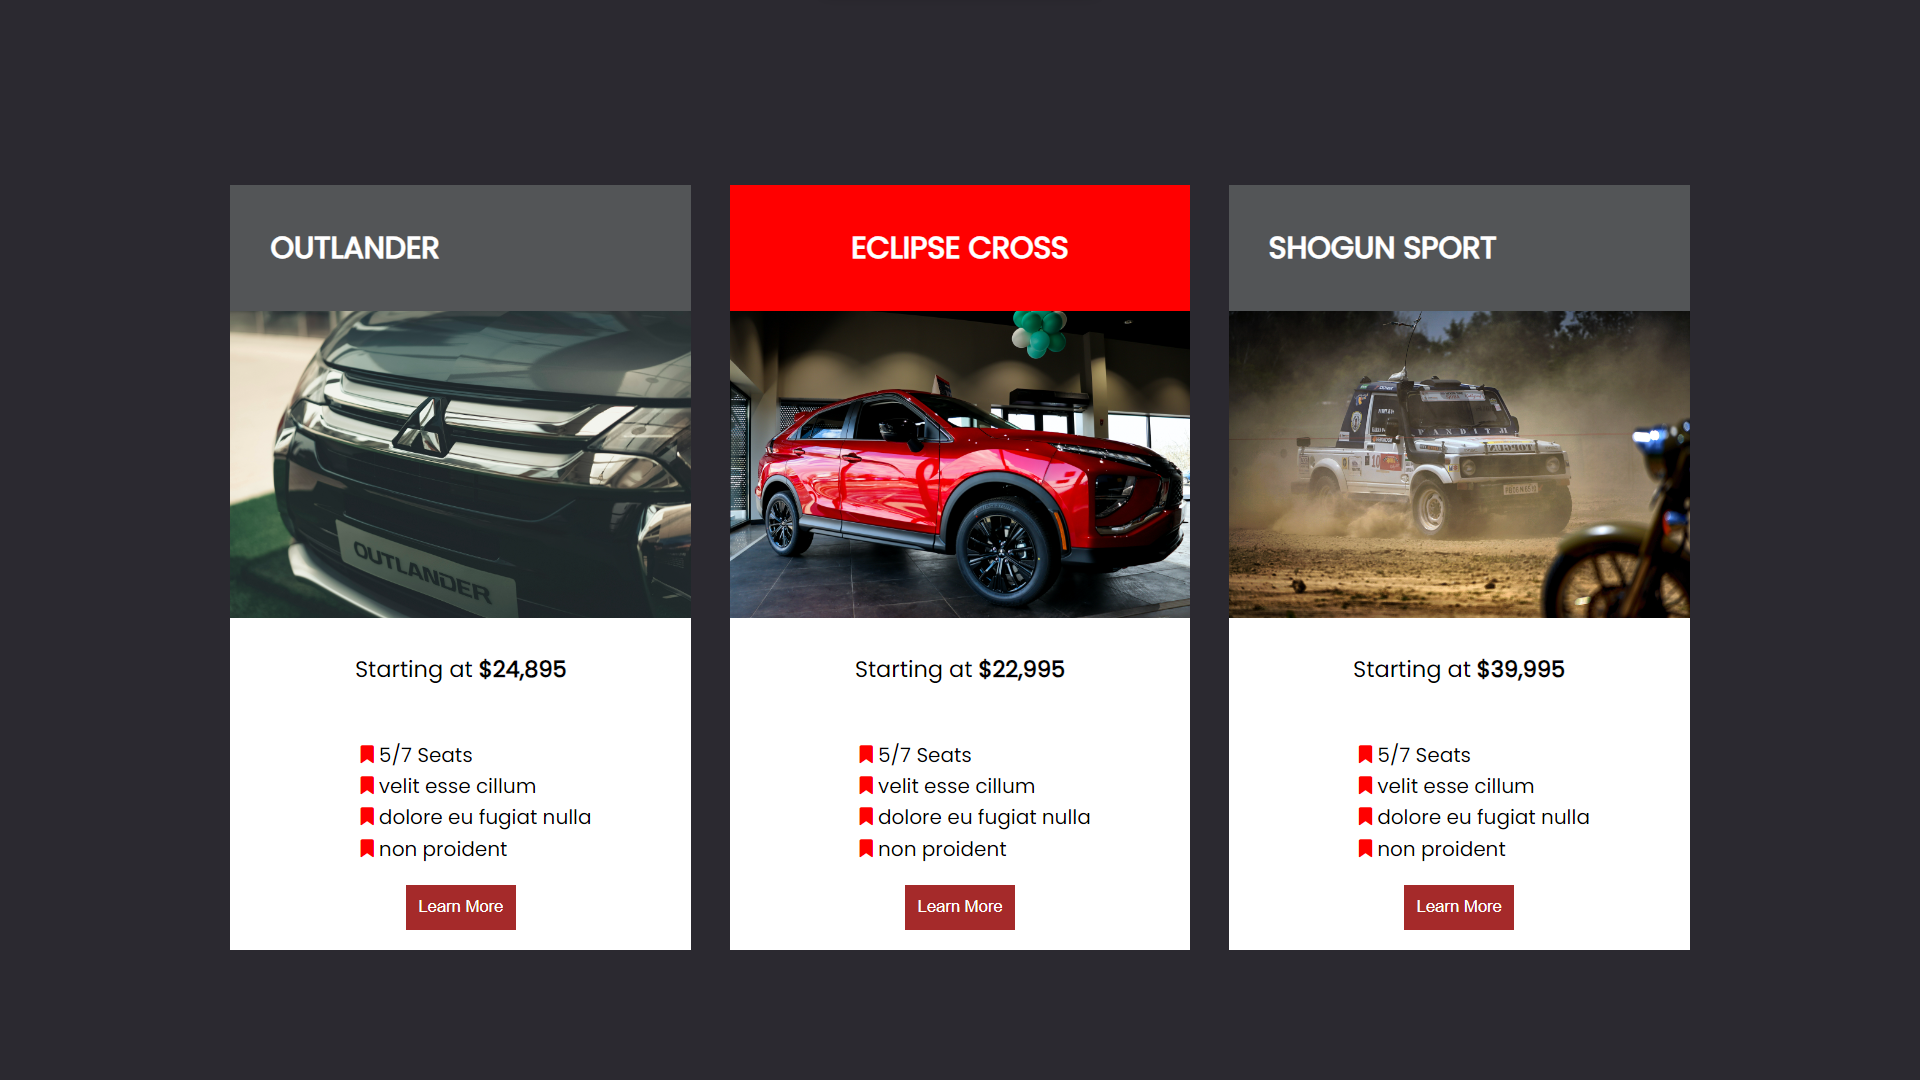 OUTLANDER
ECLIPSE CROSS
SHOGUN SPORT
OUTLANDER
PANDIT JI
Starting at $24,895
Starting at $22,995
Starting at $39,995
5/7 Seats
velit esse cillum
dolore eu fugiat nulla
non proident
5/7 Seats
velit esse cillum
dolore eu fugiat nulla
non proident
5/7 Seats
velit esse cillum
dolore eu fugiat nulla
non proident
Learn More
Learn More
Learn More